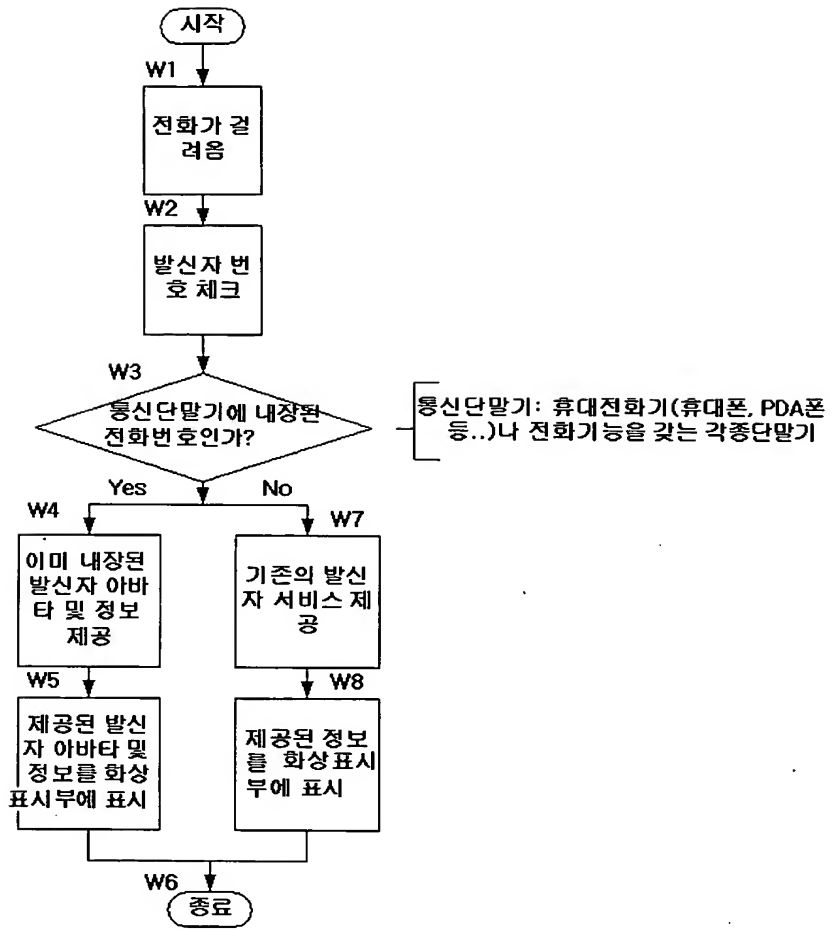 시작
W1
전화가 걸
려옴
W2
발신자 번
호 체크
W3
통신단말기에 내장된
전화번호인가?
통신단말기: 휴대전화기(휴대폰, PDA폰
등..)나 전화기능을 갖는 각종단말기
Yes
No
W4
이미 내장된
발신자 아바
타 및 정보
제공
W7
기존의 발신
자 서비스 제
공
W5
제공된 발신
자 아바타 및
정보를 화상
표시부에 표시
W8
제공된 정보
를 화상표시
부에 표시
W6
종료